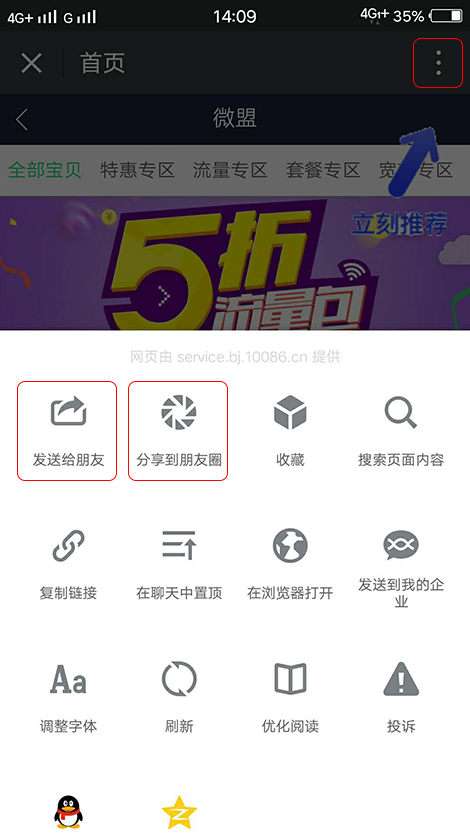 4G+ G 14:09 4G1+ 35%
首页
微盟
全部宝贝 特惠专区 流量专区 套餐专区 宽 专区
立刻推荐
¥
5折
流量包
网页由 service.bj.10086.cn 提供
发送给朋友 分享到朋友圈 收藏 搜索页面内容
复制链接 在聊天中置顶 在浏览器打开 发送到我的企
业
Aa
调整字体 刷新 优化阅读 投诉